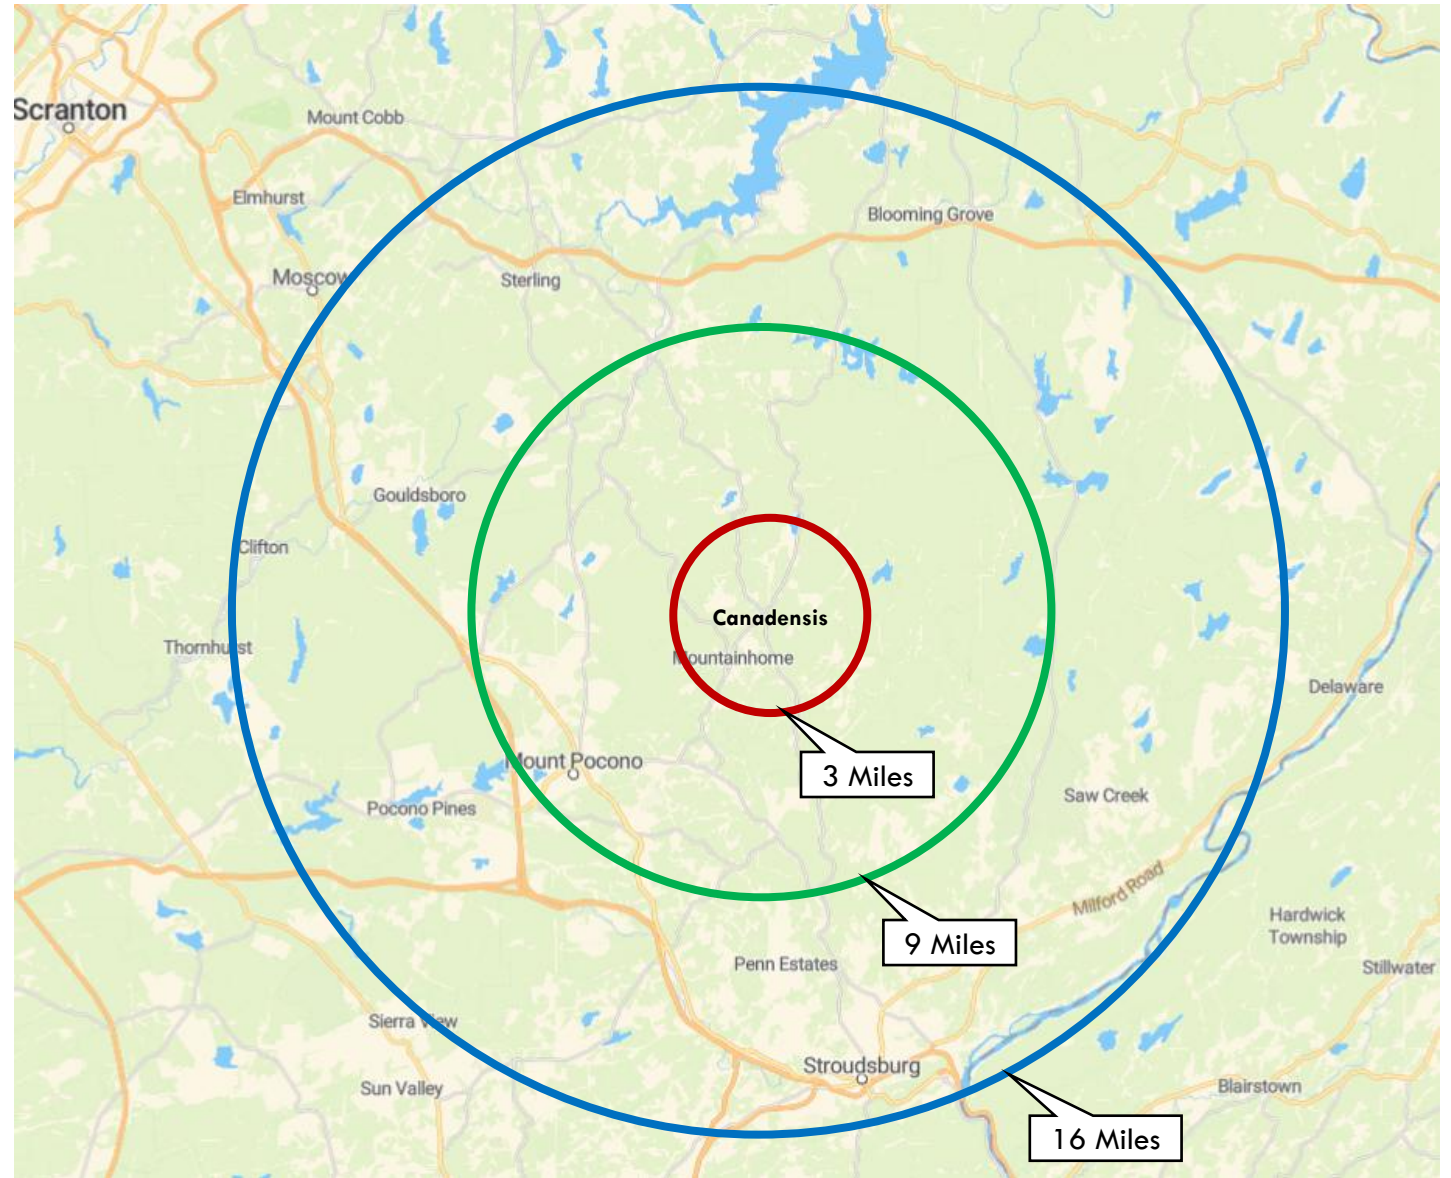 Scranton
Mount Cobb
Elmhurst
Blooming Grove
Moscow
Sterling
Gouldsboro
Clifton
Canadensis
Thornhurst
Mountainhome
Delaware
Mount Pocono
3 Miles
Saw Creek
Pocono Pines
Milford Road
Hardwick
Township
9 Miles
Penn Estates
Stillwater
Sierra View
Stroudsburg
Sun Valley
Blairstown
16 Miles